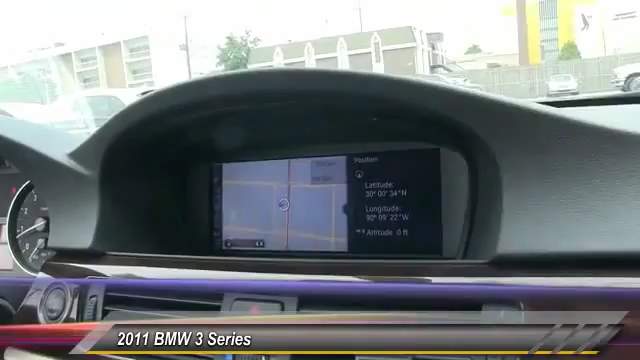 Position
Latitude:
30° 00' 34"N
Longitude:
90° 09' 22"W
Altitude 0 ft
2011 BMW 3 Series